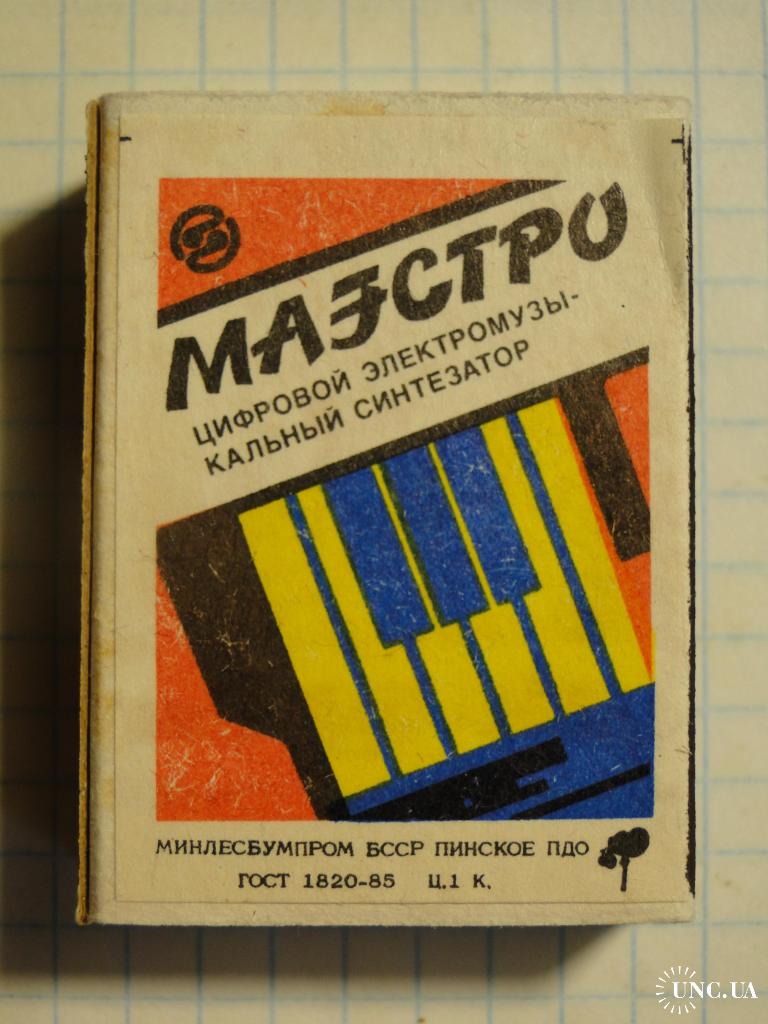 МАЭСТРО
ЦИФРОВОЙ ЭЛЕКТРОМУЗЫ-
КАЛЬНЫЙ СИНТЕЗАТОР
МИНЛЕСБУМПРОМ БССР ПИНСКОЕ ПДО
ГОСТ 1820-85 Ц.1 К.
UNC.UA